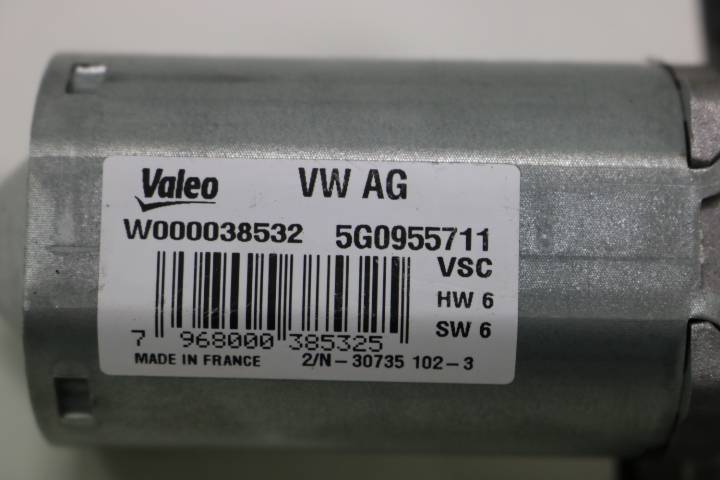 Valeo VW AG
W000038532 5G0955711
VSC
HW 6
SW 6
7 968000 385325
MADE IN FRANCE 2/N-30735 102-3